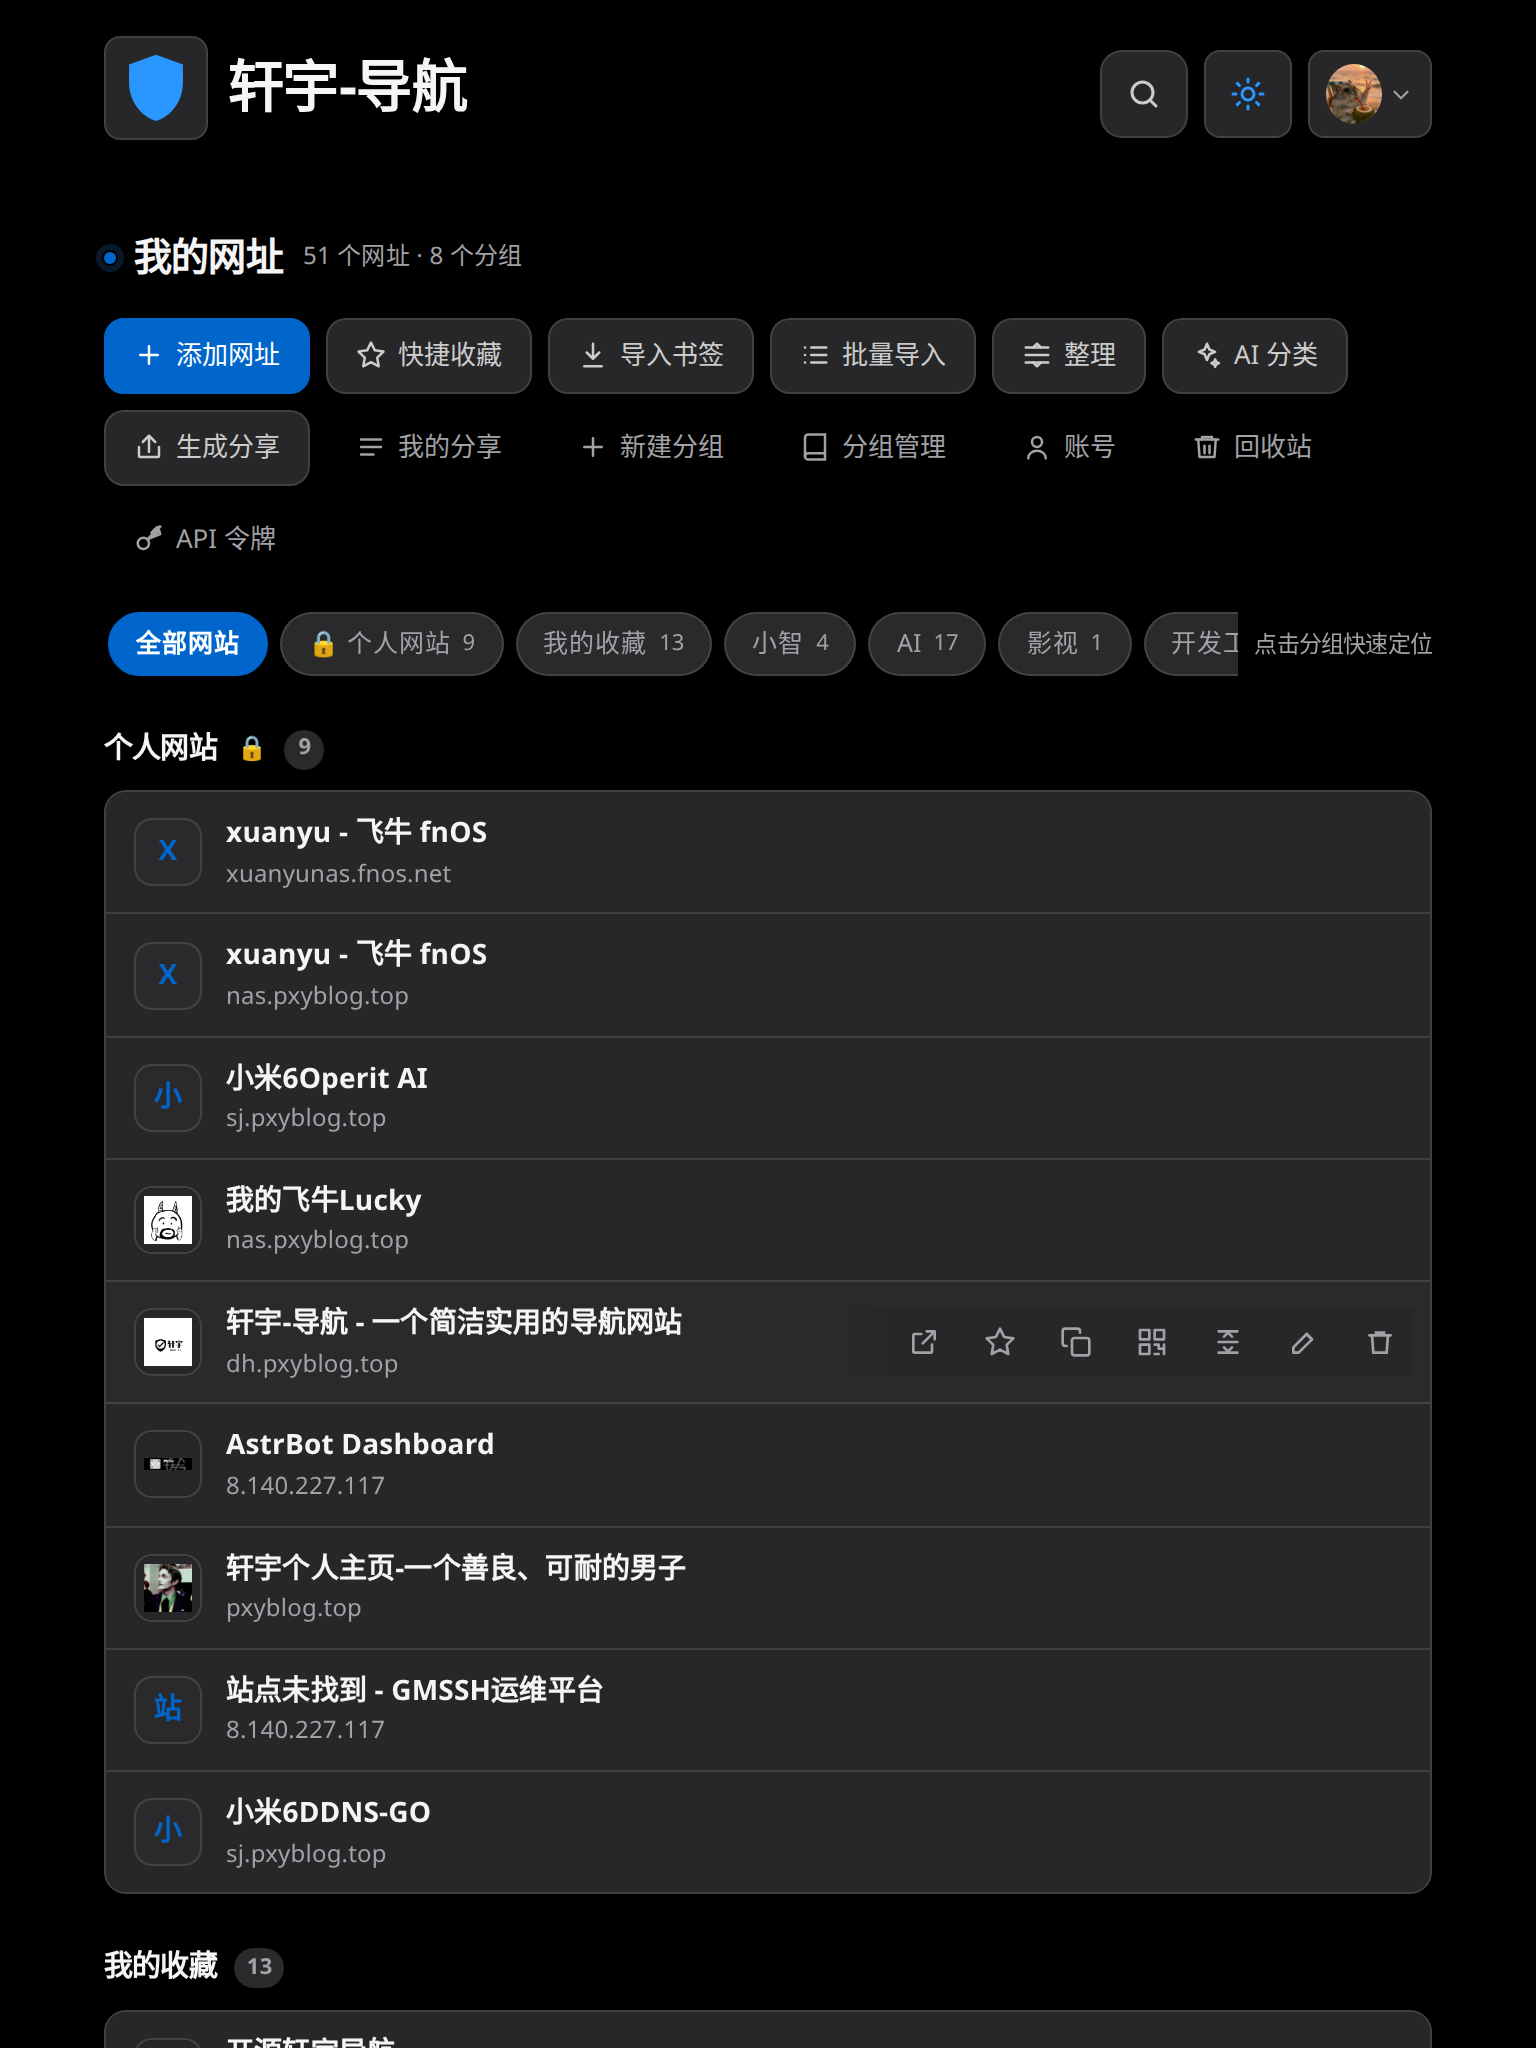 轩宇-导航
我的网址 51 个网址 · 8 个分组
添加网址 快捷收藏 导入书签 批量导入 整理 AI 分类
生成分享 我的分享 新建分组 分组管理 账号 回收站
API 令牌
全部网站 🔒 个人网站 9 我的收藏 13 小智 4 AI 17 影视 1 开发 点击分组快速定位
个人网站 🔒 9
X xuanyu - 飞牛 fnOS
xuanyunas.fnos.net
X xuanyu - 飞牛 fnOS
nas.pxyblog.top
小 小米6Operit AI
sj.pxyblog.top
我的飞牛Lucky
nas.pxyblog.top
轩宇-导航 - 一个简洁实用的导航网站
dh.pxyblog.top
AstrBot Dashboard
8.140.227.117
轩宇个人主页-一个善良、可耐的男子
pxyblog.top
站 站点未找到 - GMSSH运维平台
8.140.227.117
小 小米6DDNS-GO
sj.pxyblog.top
我的收藏 13
开源轩宇导航